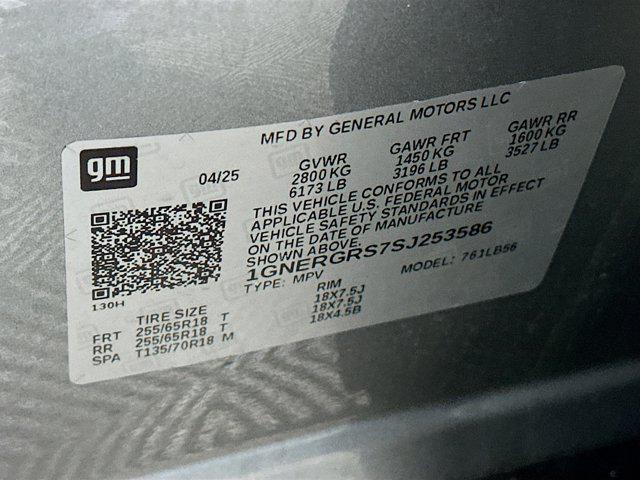 MFD BY GENERAL MOTORS LLC
gm
04/25
GVWR GAWR FRT GAWR RR
2800 KG 1450 KG 1600 KG
6173 LB 3196 LB 3527 LB
THIS VEHICLE CONFORMS TO ALL
APPLICABLE U.S. FEDERAL MOTOR
VEHICLE SAFETY STANDARDS IN EFFECT
ON THE DATE OF MANUFACTURE
SHOWN ABOVE.
1GNERGRS7SJ253586
TYPE: MPV MODEL: 761LB56
130H
TIRE SIZE RIM
FRT 255/65R18 T 18X7.5J
RR 255/65R18 T 18X7.5J
SPA T135/70R18 M 18X4.5B